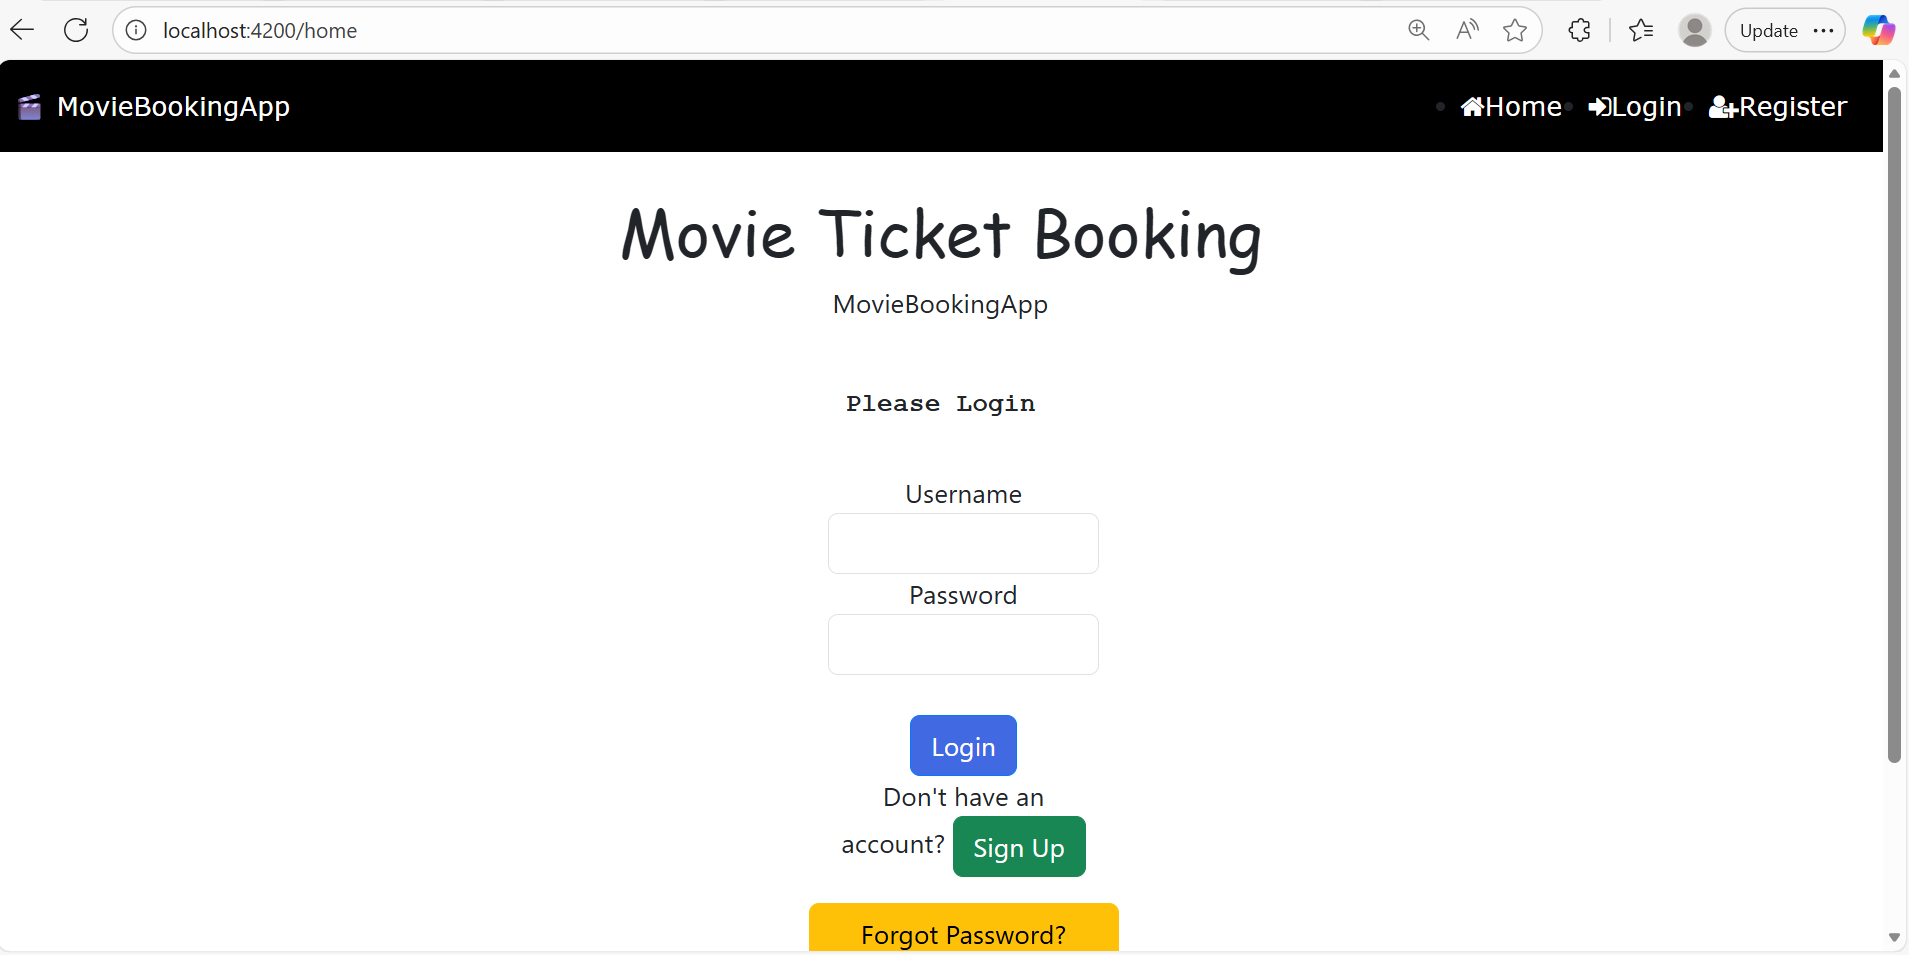 localhost:4200/home
Update
MovieBookingApp
Home Login Register
Movie Ticket Booking
MovieBookingApp
Please Login
Username
Password
Login
Don't have an
account? Sign Up
Forgot Password?